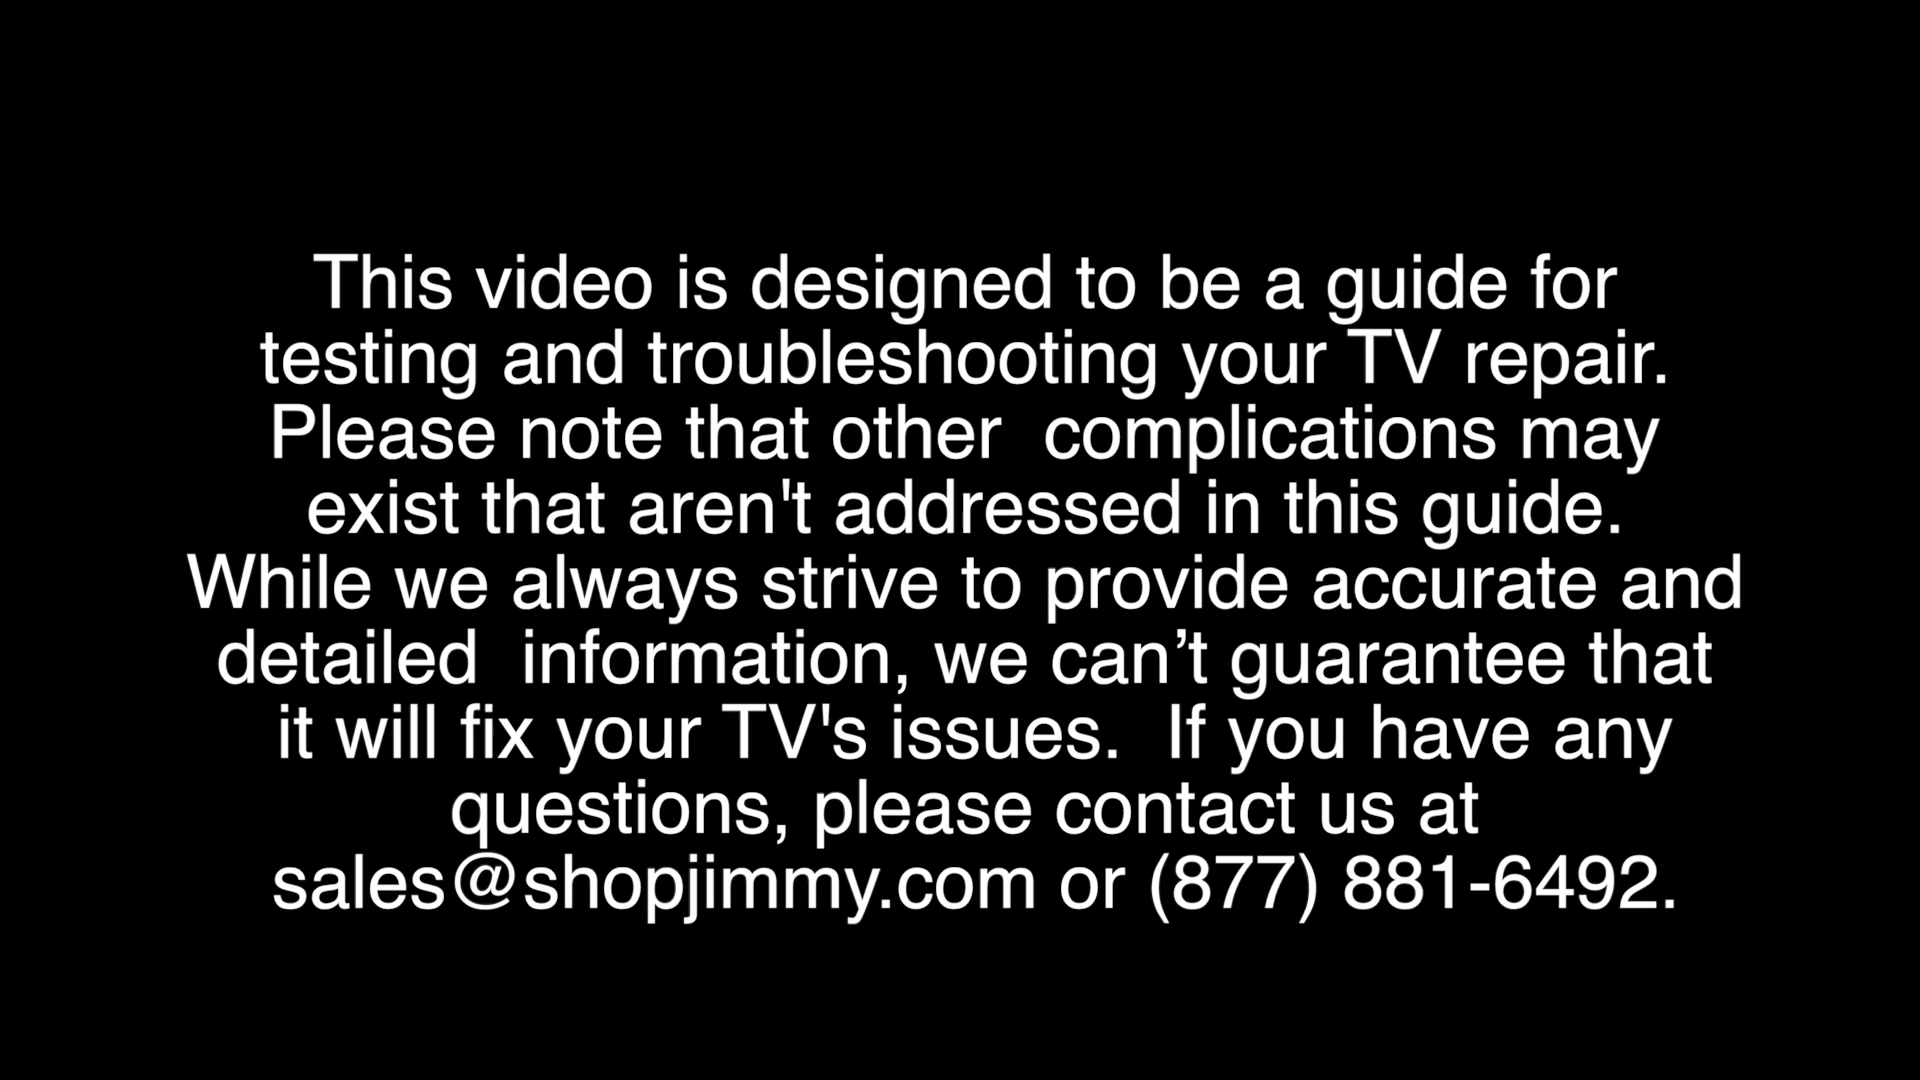 This video is designed to be a guide for
testing and troubleshooting your TV repair.
Please note that other  complications may
exist that aren't addressed in this guide.
While we always strive to provide accurate and
detailed  information, we can’t guarantee that
it will fix your TV's issues.  If you have any
questions, please contact us at
sales@shopjimmy.com or (877) 881-6492.